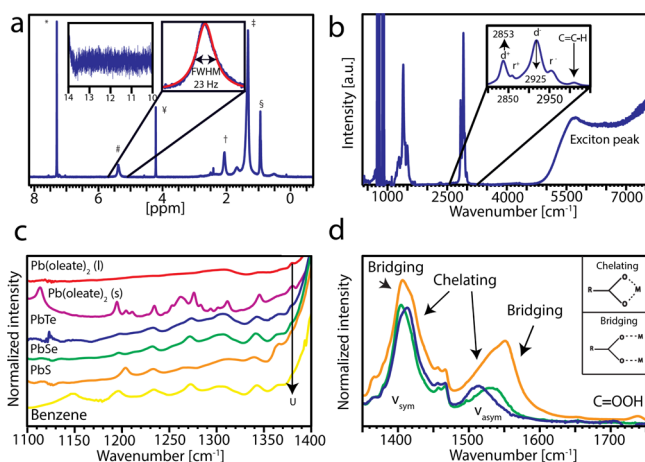 a
*
‡
FWHM
23 Hz
14 13 12 11 10
¥
§
†
#
8 6 4 2 0
[ppm]
b
Intensity [a.u.]
2853
d⁺
r⁺
d⁻
r⁻
2925
C=C-H
2850 2950
Exciton peak
1000 2500 4000 5500 7000
Wavenumber [cm⁻¹]
c
Normalized intensity
Pb(oleate)₂ (l)
Pb(oleate)₂ (s)
PbTe
PbSe
PbS
Benzene
U
1100 1150 1200 1250 1300 1350 1400
Wavenumber [cm⁻¹]
d
Normalized intensity
Bridging
Chelating
Bridging
ν sym
ν asym
C=OOH
Chelating
R
O
O
M
Bridging
R
O---M
O---M
1400 1500 1600 1700
Wavenumber [cm⁻¹]